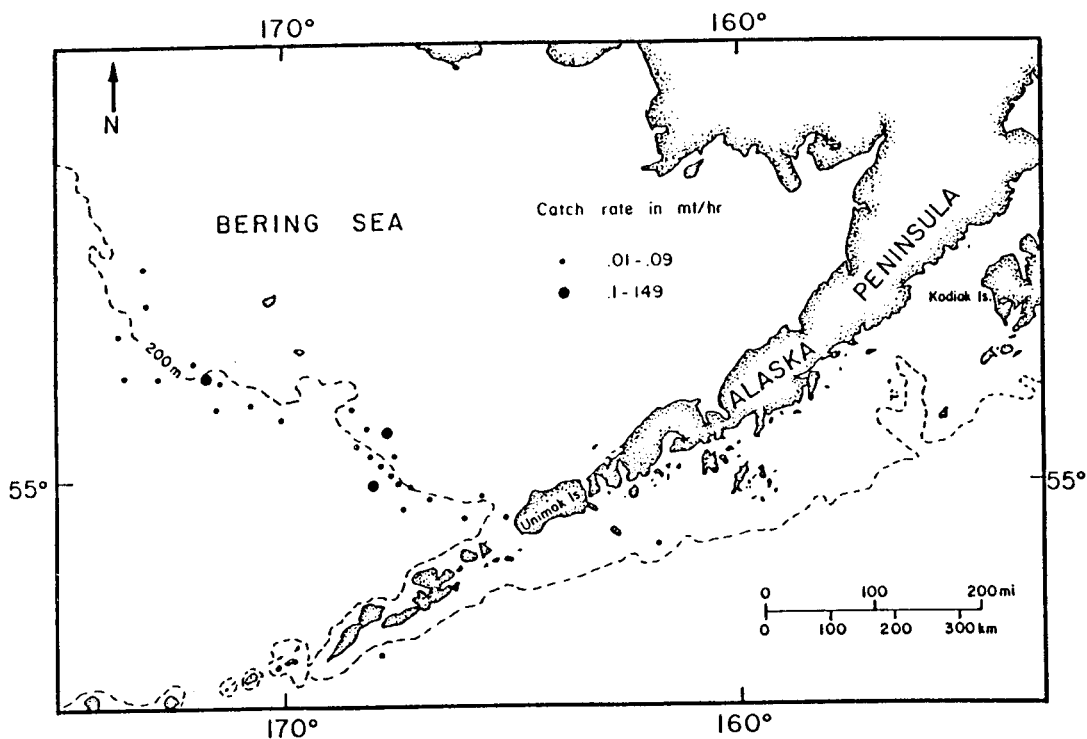 170°
160°
N
BERING SEA
Catch rate in mt/hr
.01-.09
.1-149
PENINSULA
Kodiak Is.
ALASKA
200m
55°
55°
Unimak Is.
0 100 200 mi
0 100 200 300 km
170°
160°